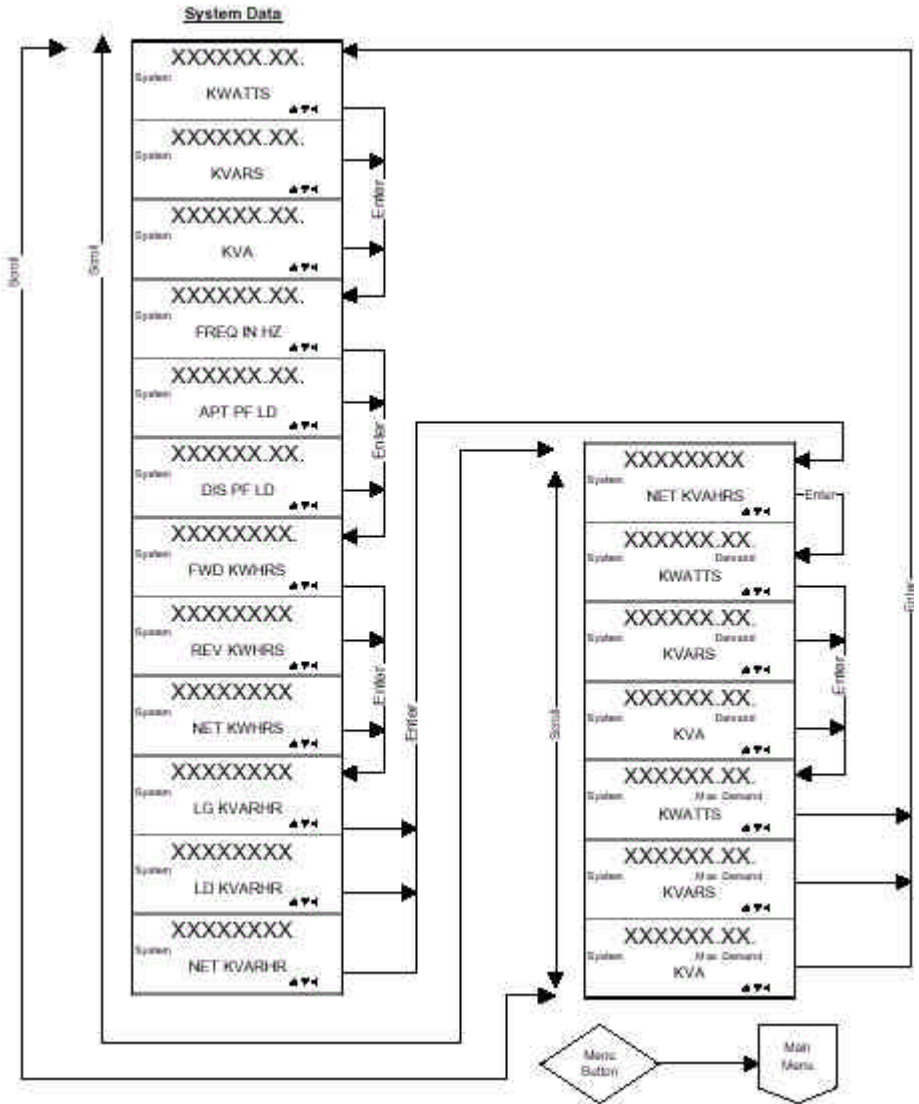 System Data
XXXXXX.XX.
System
KWATTS
XXXXXX.XX.
System
KVARS
XXXXXX.XX.
System
KVA
XXXXXX.XX.
System
FREQ IN HZ
XXXXXX.XX.
System
APT PF LD
XXXXXX.XX.
System
DIS PF LD
XXXXXXXX.
System
FWD KWHRS
XXXXXXXX
System
REV KWHRS
XXXXXXXX
System
NET KWHRS
XXXXXXXX
System
LG KVARHR
XXXXXXXX
System
LD KVARHR
XXXXXXXX.
System
NET KVARHR
Scroll
Scroll
Enter
Enter
Enter
Enter
XXXXXXXX
System
NET KVAHRS
Enter
XXXXXX.XX.
System Demand
KWATTS
XXXXXX.XX.
System Demand
KVARS
XXXXXX.XX.
System Demand
KVA
XXXXXX.XX.
System Max Demand
KWATTS
XXXXXX.XX.
System Max Demand
KVARS
XXXXXX.XX.
System Max Demand
KVA
Scroll
Enter
Enter
Menu
Button
Main
Menu